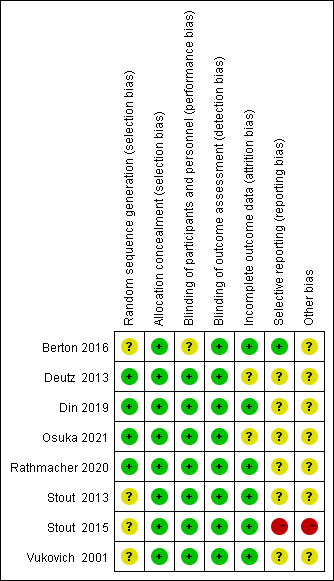 Random sequence generation (selection bias)
Allocation concealment (selection bias)
Blinding of participants and personnel (performance bias)
Blinding of outcome assessment (detection bias)
Incomplete outcome data (attrition bias)
Selective reporting (reporting bias)
Other bias
Berton 2016 ? + ? + + + ?
Deutz 2013 + + + + ? ? ?
Din 2019 + + + + + ? ?
Osuka 2021 + + + + ? ? ?
Rathmacher 2020 + + + + + ? ?
Stout 2013 ? + + + + ? ?
Stout 2015 ? + + + + - -
Vukovich 2001 ? + + + + ? ?